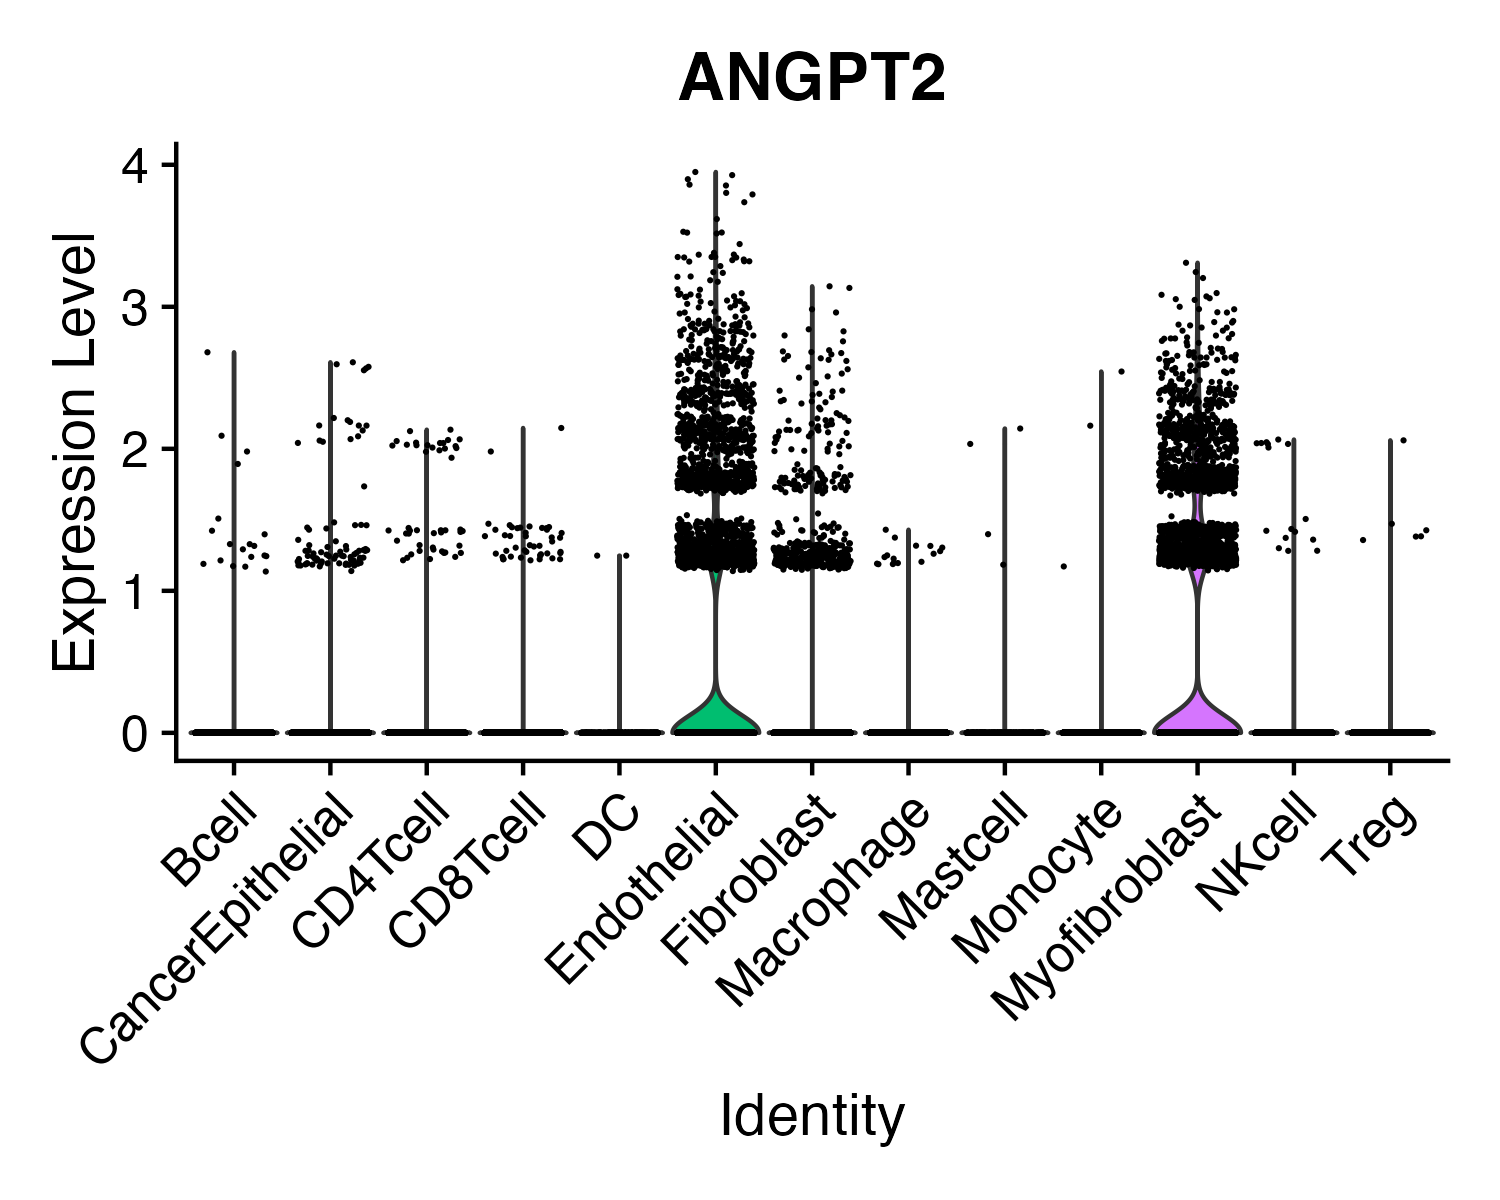 ANGPT2
Expression Level
4
3
2
1
0
Bcell
CancerEpithelial
CD4Tcell
CD8Tcell
DC
Endothelial
Fibroblast
Macrophage
Mastcell
Monocyte
Myofibroblast
NKcell
Treg
Identity